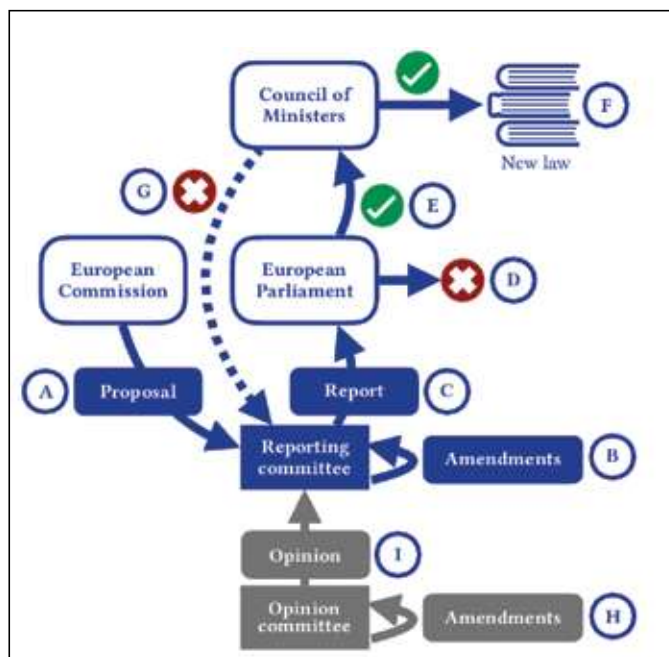 Council of
Ministers
F
New law
G
E
European
Commission
European
Parliament
D
A
Proposal
Report
C
Reporting
committee
Amendments
B
Opinion
I
Opinion
committee
Amendments
H